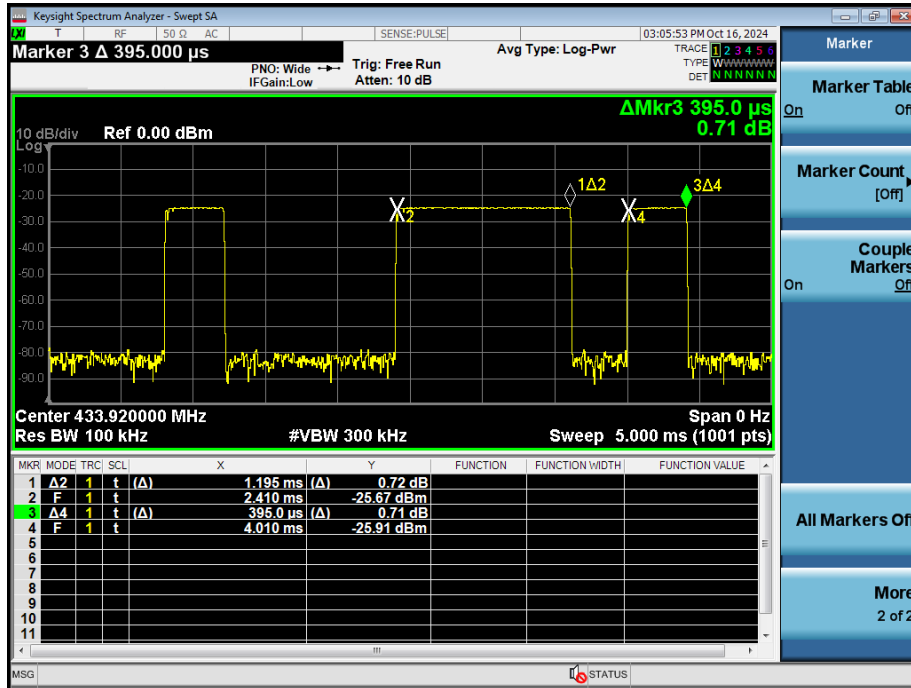 Keysight Spectrum Analyzer - Swept SA
LXI T RF 50 Ω AC SENSE:PULSE 03:05:53 PM Oct 16, 2024
Marker 3 Δ 395.000 µs
PNO: Wide
IFGain:Low
Trig: Free Run
Atten: 10 dB
Avg Type: Log-Pwr
TRACE 1 2 3 4 5 6
TYPE WWWWWW
DET N N N N N N
ΔMkr3 395.0 µs
0.71 dB
10 dB/div Ref 0.00 dBm
Log
-10.0
-20.0
-30.0
-40.0
-50.0
-60.0
-70.0
-80.0
-90.0
2
1Δ2
4
3Δ4
Center 433.920000 MHz Span 0 Hz
Res BW 100 kHz #VBW 300 kHz Sweep 5.000 ms (1001 pts)
MKR MODE TRC SCL X Y FUNCTION FUNCTION WIDTH FUNCTION VALUE
1 Δ2 1 t (Δ) 1.195 ms (Δ) 0.72 dB
2 F 1 t 2.410 ms -25.67 dBm
3 Δ4 1 t (Δ) 395.0 µs (Δ) 0.71 dB
4 F 1 t 4.010 ms -25.91 dBm
5
6
7
8
9
10
11
MSG STATUS
Marker
Marker Table
On Off
Marker Count
[Off]
Couple
Markers
On Off
All Markers Off
More
2 of 2